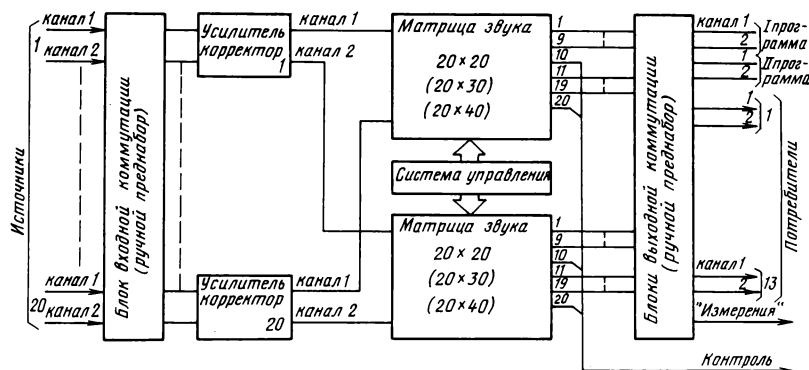 Источники
канал 1
1
канал 2
канал 1
20
канал 2
Блок входной коммутации
(ручной преднабор)
Усилитель
корректор
1
канал 1
канал 2
Усилитель
корректор
20
канал 1
канал 2
Матрица звука
20×20
(20×30)
(20×40)
Система управления
Матрица звука
20×20
(20×30)
(20×40)
1
9
10
11
19
20
1
9
10
11
19
20
Блоки выходной коммутации
(ручной преднабор)
канал 1
2
I прог-
рамма
1
2
II прог-
рамма
1
2
1
Потребители
канал 1
2
13
"Измерения"
Контроль